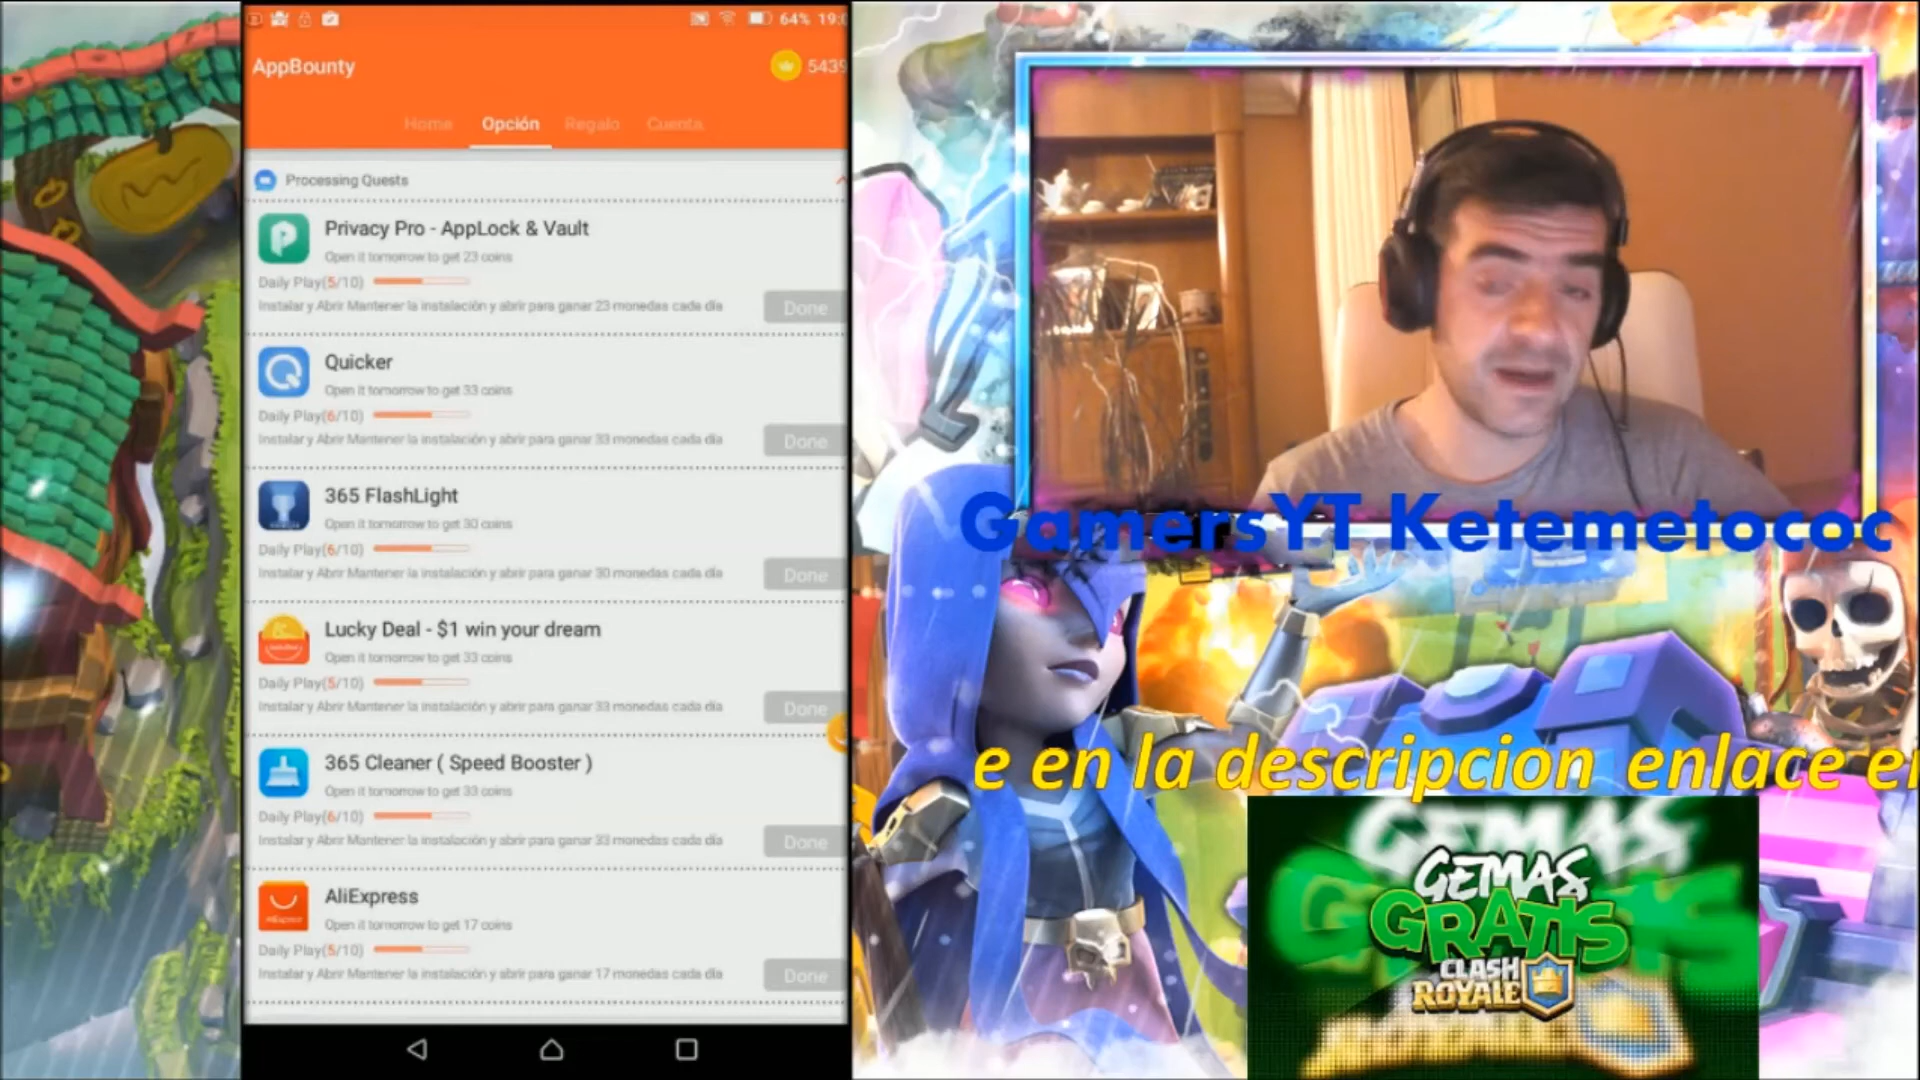 64% 19:0
AppBounty
5439
Home Opción Regalo Cuenta
Processing Quests
Privacy Pro - AppLock & Vault
Open it tomorrow to get 23 coins
Daily Play(5/10)
Instalar y Abrir Mantener la instalación y abrir para ganar 23 monedas cada día
Done
Quicker
Open it tomorrow to get 33 coins
Daily Play(6/10)
Instalar y Abrir Mantener la instalación y abrir para ganar 33 monedas cada día
Done
365 FlashLight
Open it tomorrow to get 30 coins
Daily Play(6/10)
Instalar y Abrir Mantener la instalación y abrir para ganar 30 monedas cada día
Done
Lucky Deal - $1 win your dream
Open it tomorrow to get 33 coins
Daily Play(5/10)
Instalar y Abrir Mantener la instalación y abrir para ganar 33 monedas cada día
Done
365 Cleaner ( Speed Booster )
Open it tomorrow to get 33 coins
Daily Play(6/10)
Instalar y Abrir Mantener la instalación y abrir para ganar 33 monedas cada día
Done
AliExpress
Open it tomorrow to get 17 coins
Daily Play(5/10)
Instalar y Abrir Mantener la instalación y abrir para ganar 17 monedas cada día
Done
GamersYT Ketemetococ
e en la descripcion enlace e
GEMAS
GEMAS
GRATIS
CLASH
ROYALE